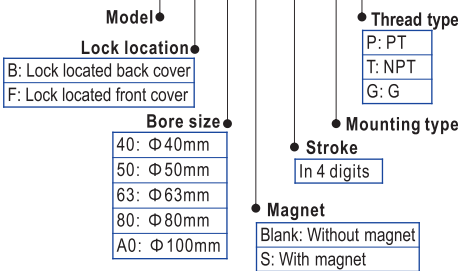 Model
Thread type
P: PT
T: NPT
G: G
Lock location
B: Lock located back cover
F: Lock located front cover
Bore size
40: Φ40mm
50: Φ50mm
63: Φ63mm
80: Φ80mm
A0: Φ100mm
Mounting type
Stroke
In 4 digits
Magnet
Blank: Without magnet
S: With magnet